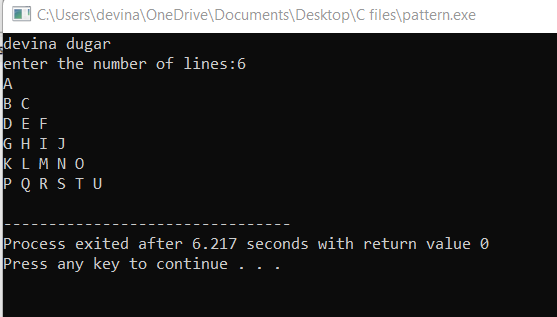 C:\Users\devina\OneDrive\Documents\Desktop\C files\pattern.exe
devina dugar
enter the number of lines:6
A
B C
D E F
G H I J
K L M N O
P Q R S T U
--------------------------------
Process exited after 6.217 seconds with return value 0
Press any key to continue . . .